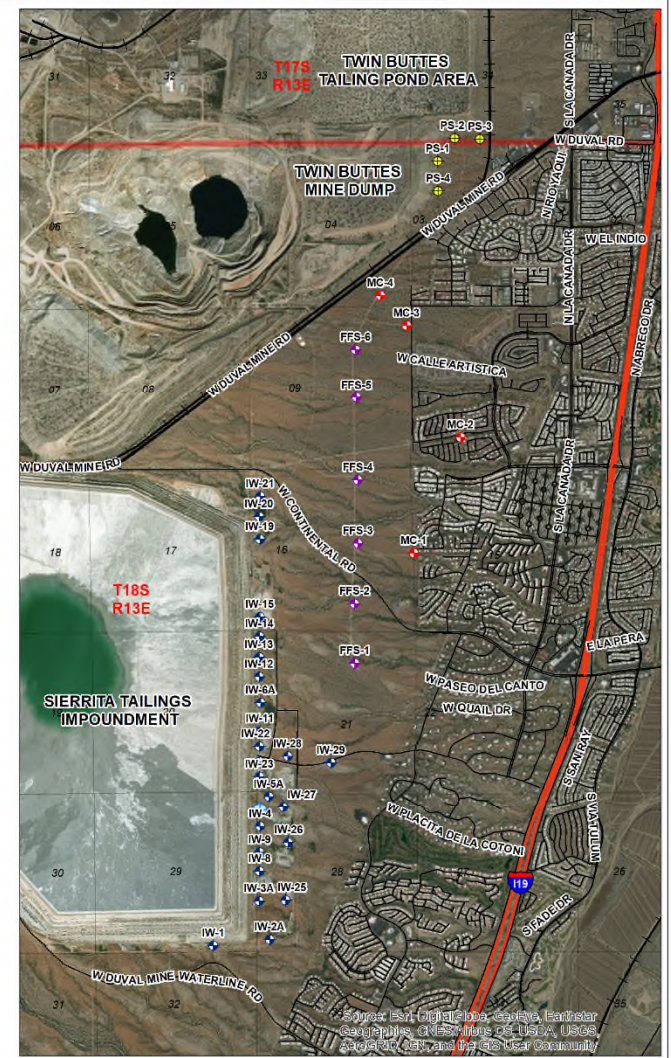 31
32
33
T17S
R13E
TWIN BUTTES
TAILING POND AREA
34
35
S LA CANADA DR
PS-2
PS-3
W DUVAL RD
PS-1
TWIN BUTTES
MINE DUMP
PS-4
N RIO YAQUI
W DUVAL MINE RD
06
05
04
03
W EL INDIO
N LA CANADA DR
MC-4
MC-3
N ABREGO DR
FFS-6
W DUVAL MINE RD
W CALLE ARTISTICA
07
08
09
FFS-5
MC-2
S LA CANADA DR
W DUVAL MINE RD
FFS-4
IW-21
IW-20
W CONTINENTAL RD
IW-19
FFS-3
MC-1
18
17
16
T18S
R13E
FFS-2
IW-15
IW-14
IW-13
E LA PERA
FFS-1
IW-12
W PASEO DEL CANTO
IW-6A
SIERRITA TAILINGS
IMPOUNDMENT
W QUAIL DR
IW-11
21
IW-22
IW-28
IW-29
S SAN RAY
IW-23
IW-5A
IW-27
S VIA TULUM
IW-4
W PLACITA DE LA COTONI
IW-26
IW-9
IW-8
30
29
28
26
I19
IW-3A
IW-25
S FADE DR
IW-1
IW-2A
W DUVAL MINE WATERLINE RD
31
32
35
Source: Esri, DigitalGlobe, GeoEye, Earthstar
Geographics, CNES/Airbus DS, USDA, USGS,
AeroGRID, IGN, and the GIS User Community